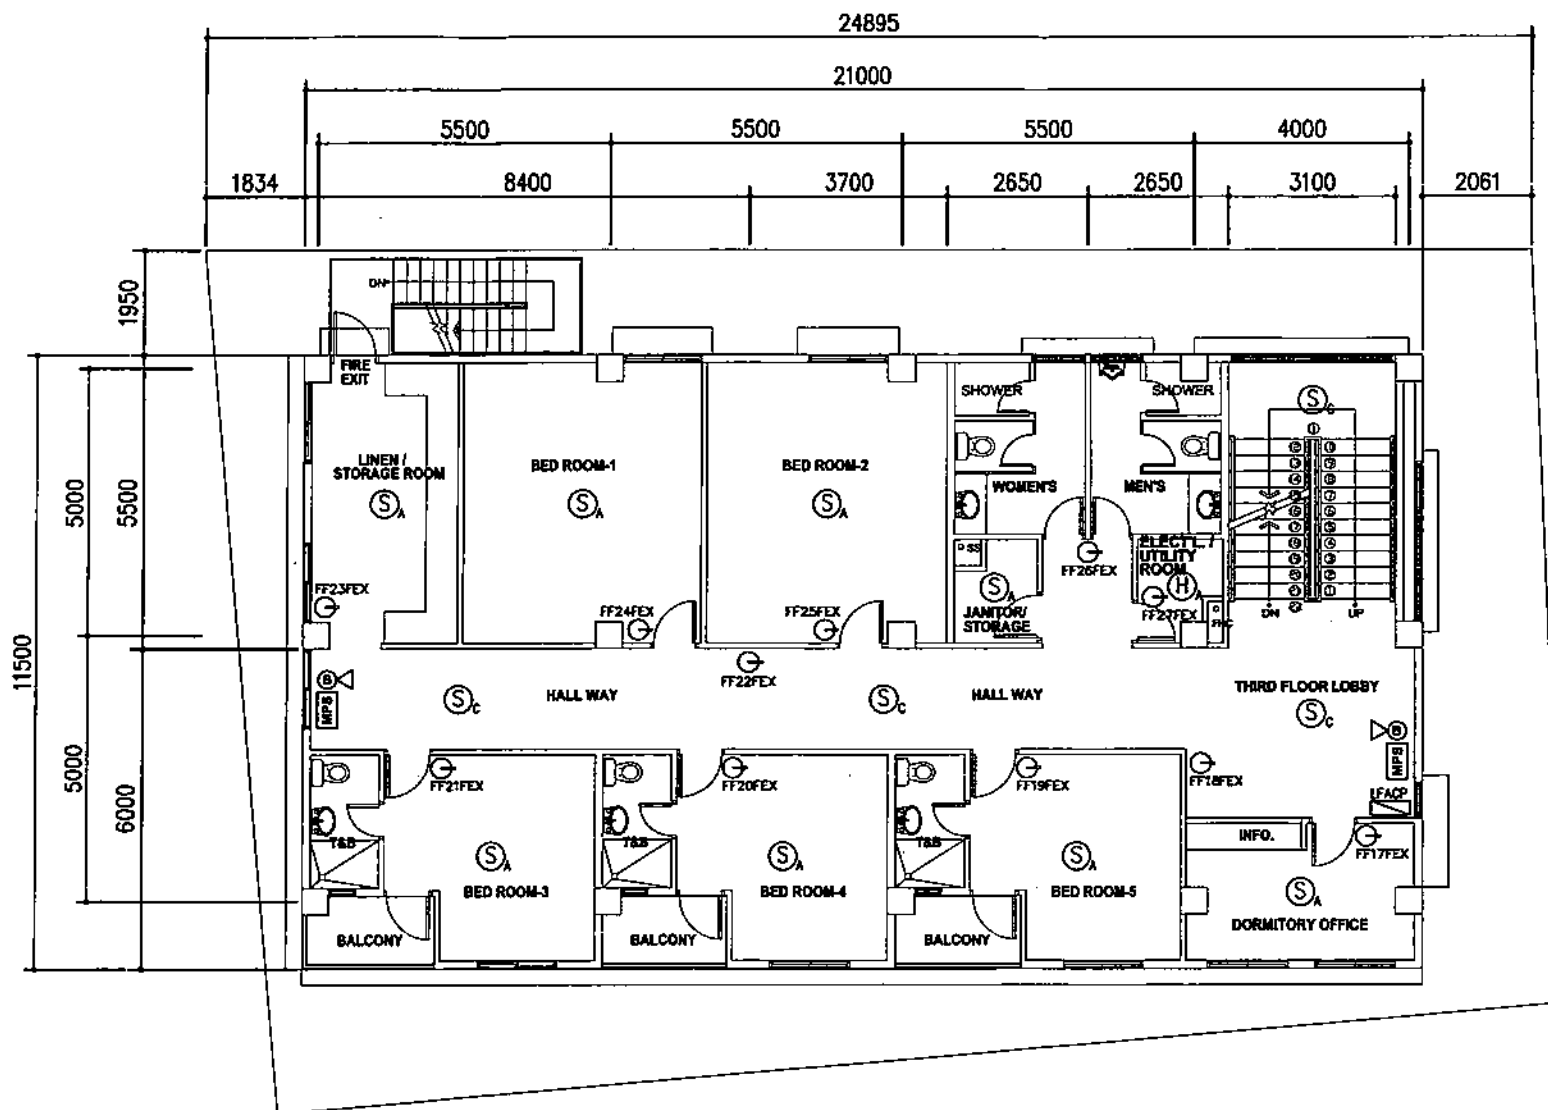 24895
21000
5500
5500
5500
4000
1834
8400
3700
2650
2650
3100
2061
1950
11500
5000
5500
5000
6000
DN
FIRE
EXIT
LINEN /
STORAGE ROOM
S A
BED ROOM-1
S A
BED ROOM-2
S A
SHOWER
SHOWER
WOMEN'S
MEN'S
S C
SS
S A
JANITOR/
STORAGE
FF26FEX
ELECT'L /
UTILITY
ROOM
H A
FF27FEX
FHC
DN
UP
FF23FEX
FF24FEX
FF25FEX
B
MPS
S C
HALL WAY
FF22FEX
S C
HALL WAY
THIRD FLOOR LOBBY
S C
B
MPS
LFACP
FF21FEX
FF20FEX
FF19FEX
FF18FEX
T&B
T&B
T&B
INFO.
FF17FEX
S A
BED ROOM-3
S A
BED ROOM-4
S A
BED ROOM-5
S A
DORMITORY OFFICE
BALCONY
BALCONY
BALCONY